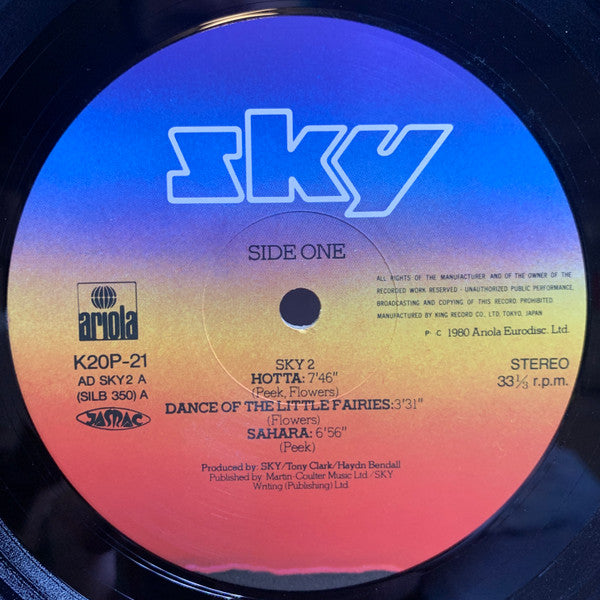 sky
SIDE ONE
ALL RIGHTS OF THE MANUFACTURER AND OF THE OWNER OF THE
RECORDED WORK RESERVED - UNAUTHORIZED PUBLIC PERFORMANCE,
BROADCASTING AND COPYING OF THIS RECORD PROHIBITED
MANUFACTURED BY KING RECORD CO., LTD. TOKYO, JAPAN
P C 1980 Ariola Eurodisc. Ltd.
ariola
K20P-21
AD SKY 2 A
(SILB 350) A
JASRAC
STEREO
33 1/3 r.p.m.
SKY 2
HOTTA: 7'46"
(Peek, Flowers)
DANCE OF THE LITTLE FAIRIES: 3'31"
(Flowers)
SAHARA: 6'56"
(Peek)
Produced by: SKY/Tony Clark/Haydn Bendall
Published by: Martin-Coulter Music Ltd./SKY
Writing (Publishing) Ltd.